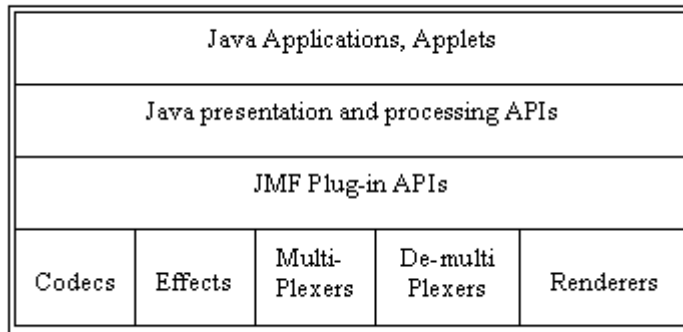 Java Applications, Applets
Java presentation and processing APIs
JMF Plug-in APIs
Codecs
Effects
Multi-
Plexers
De-multi
Plexers
Renderers